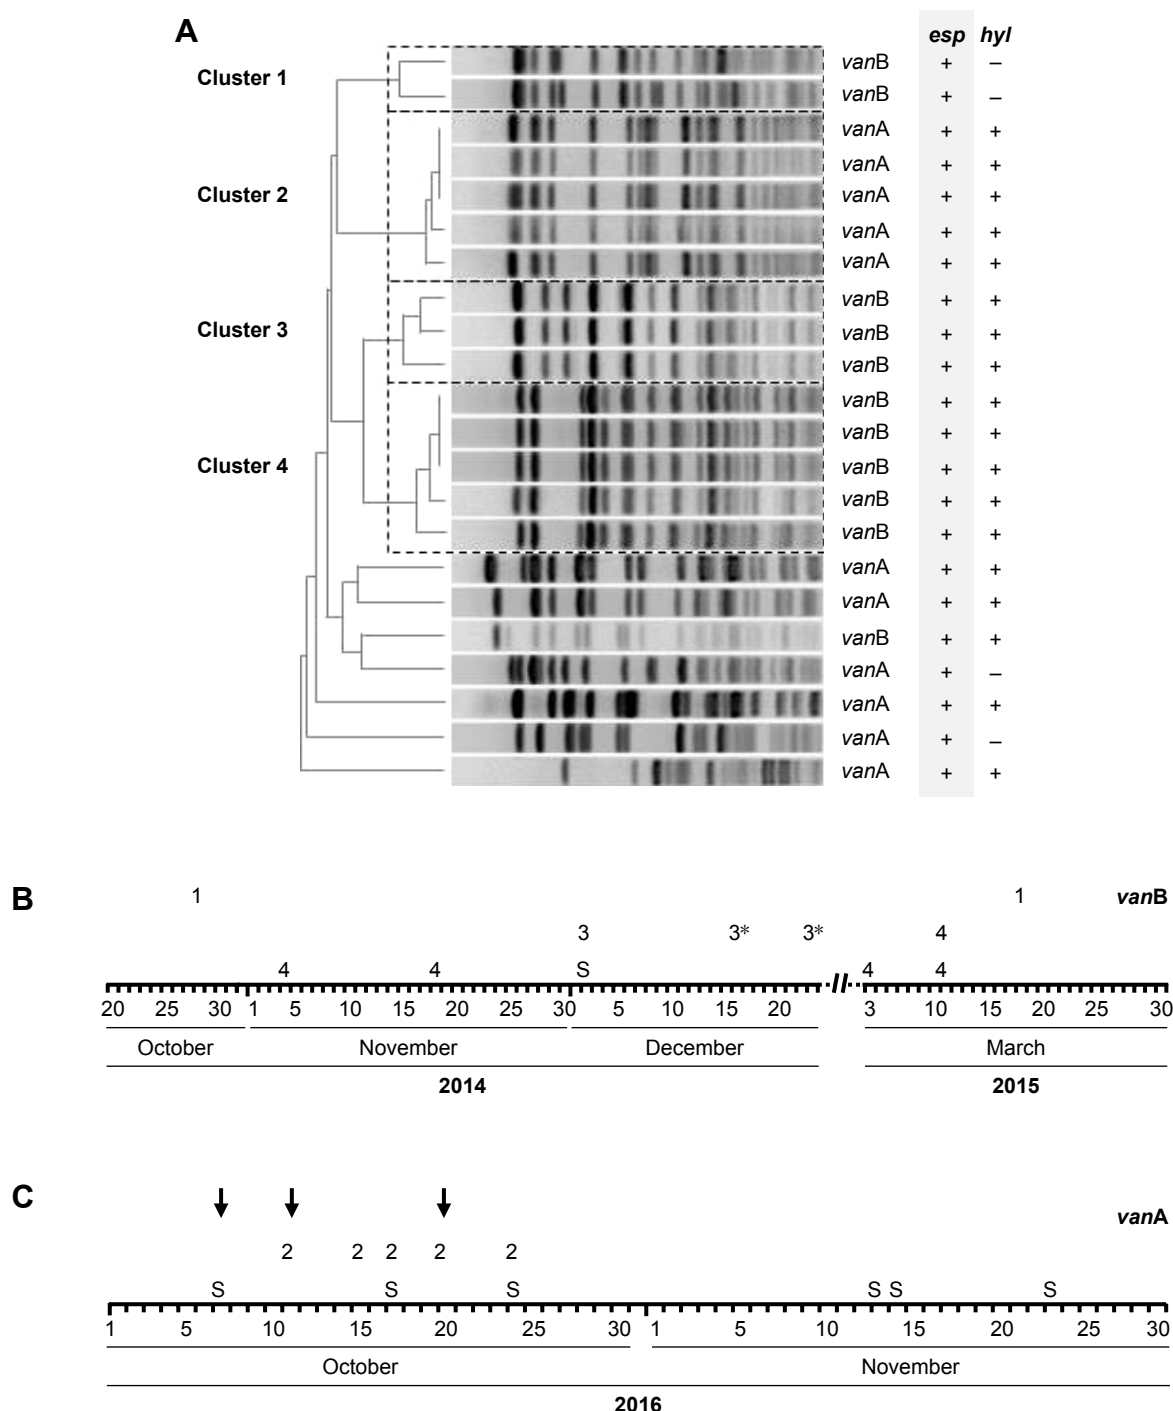 A
esp hyl
Cluster 1
vanB + –
vanB + –
vanA + +
vanA + +
Cluster 2
vanA + +
vanA + +
vanA + +
vanB + +
Cluster 3
vanB + +
vanB + +
vanB + +
vanB + +
Cluster 4
vanB + +
vanB + +
vanB + +
vanA + +
vanA + +
vanB + +
vanA + –
vanA + +
vanA + –
vanA + +
B
1 1 vanB
3 3* 3* 4
4 4 S 4 4
20 25 30 1 5 10 15 20 25 30 5 10 15 20 3 10 15 20 25 30
October November December March
2014 2015
C
vanA
2 2 2 2 2
S S S S S S
1 5 10 15 20 25 30 1 5 10 15 20 25 30
October November
2016